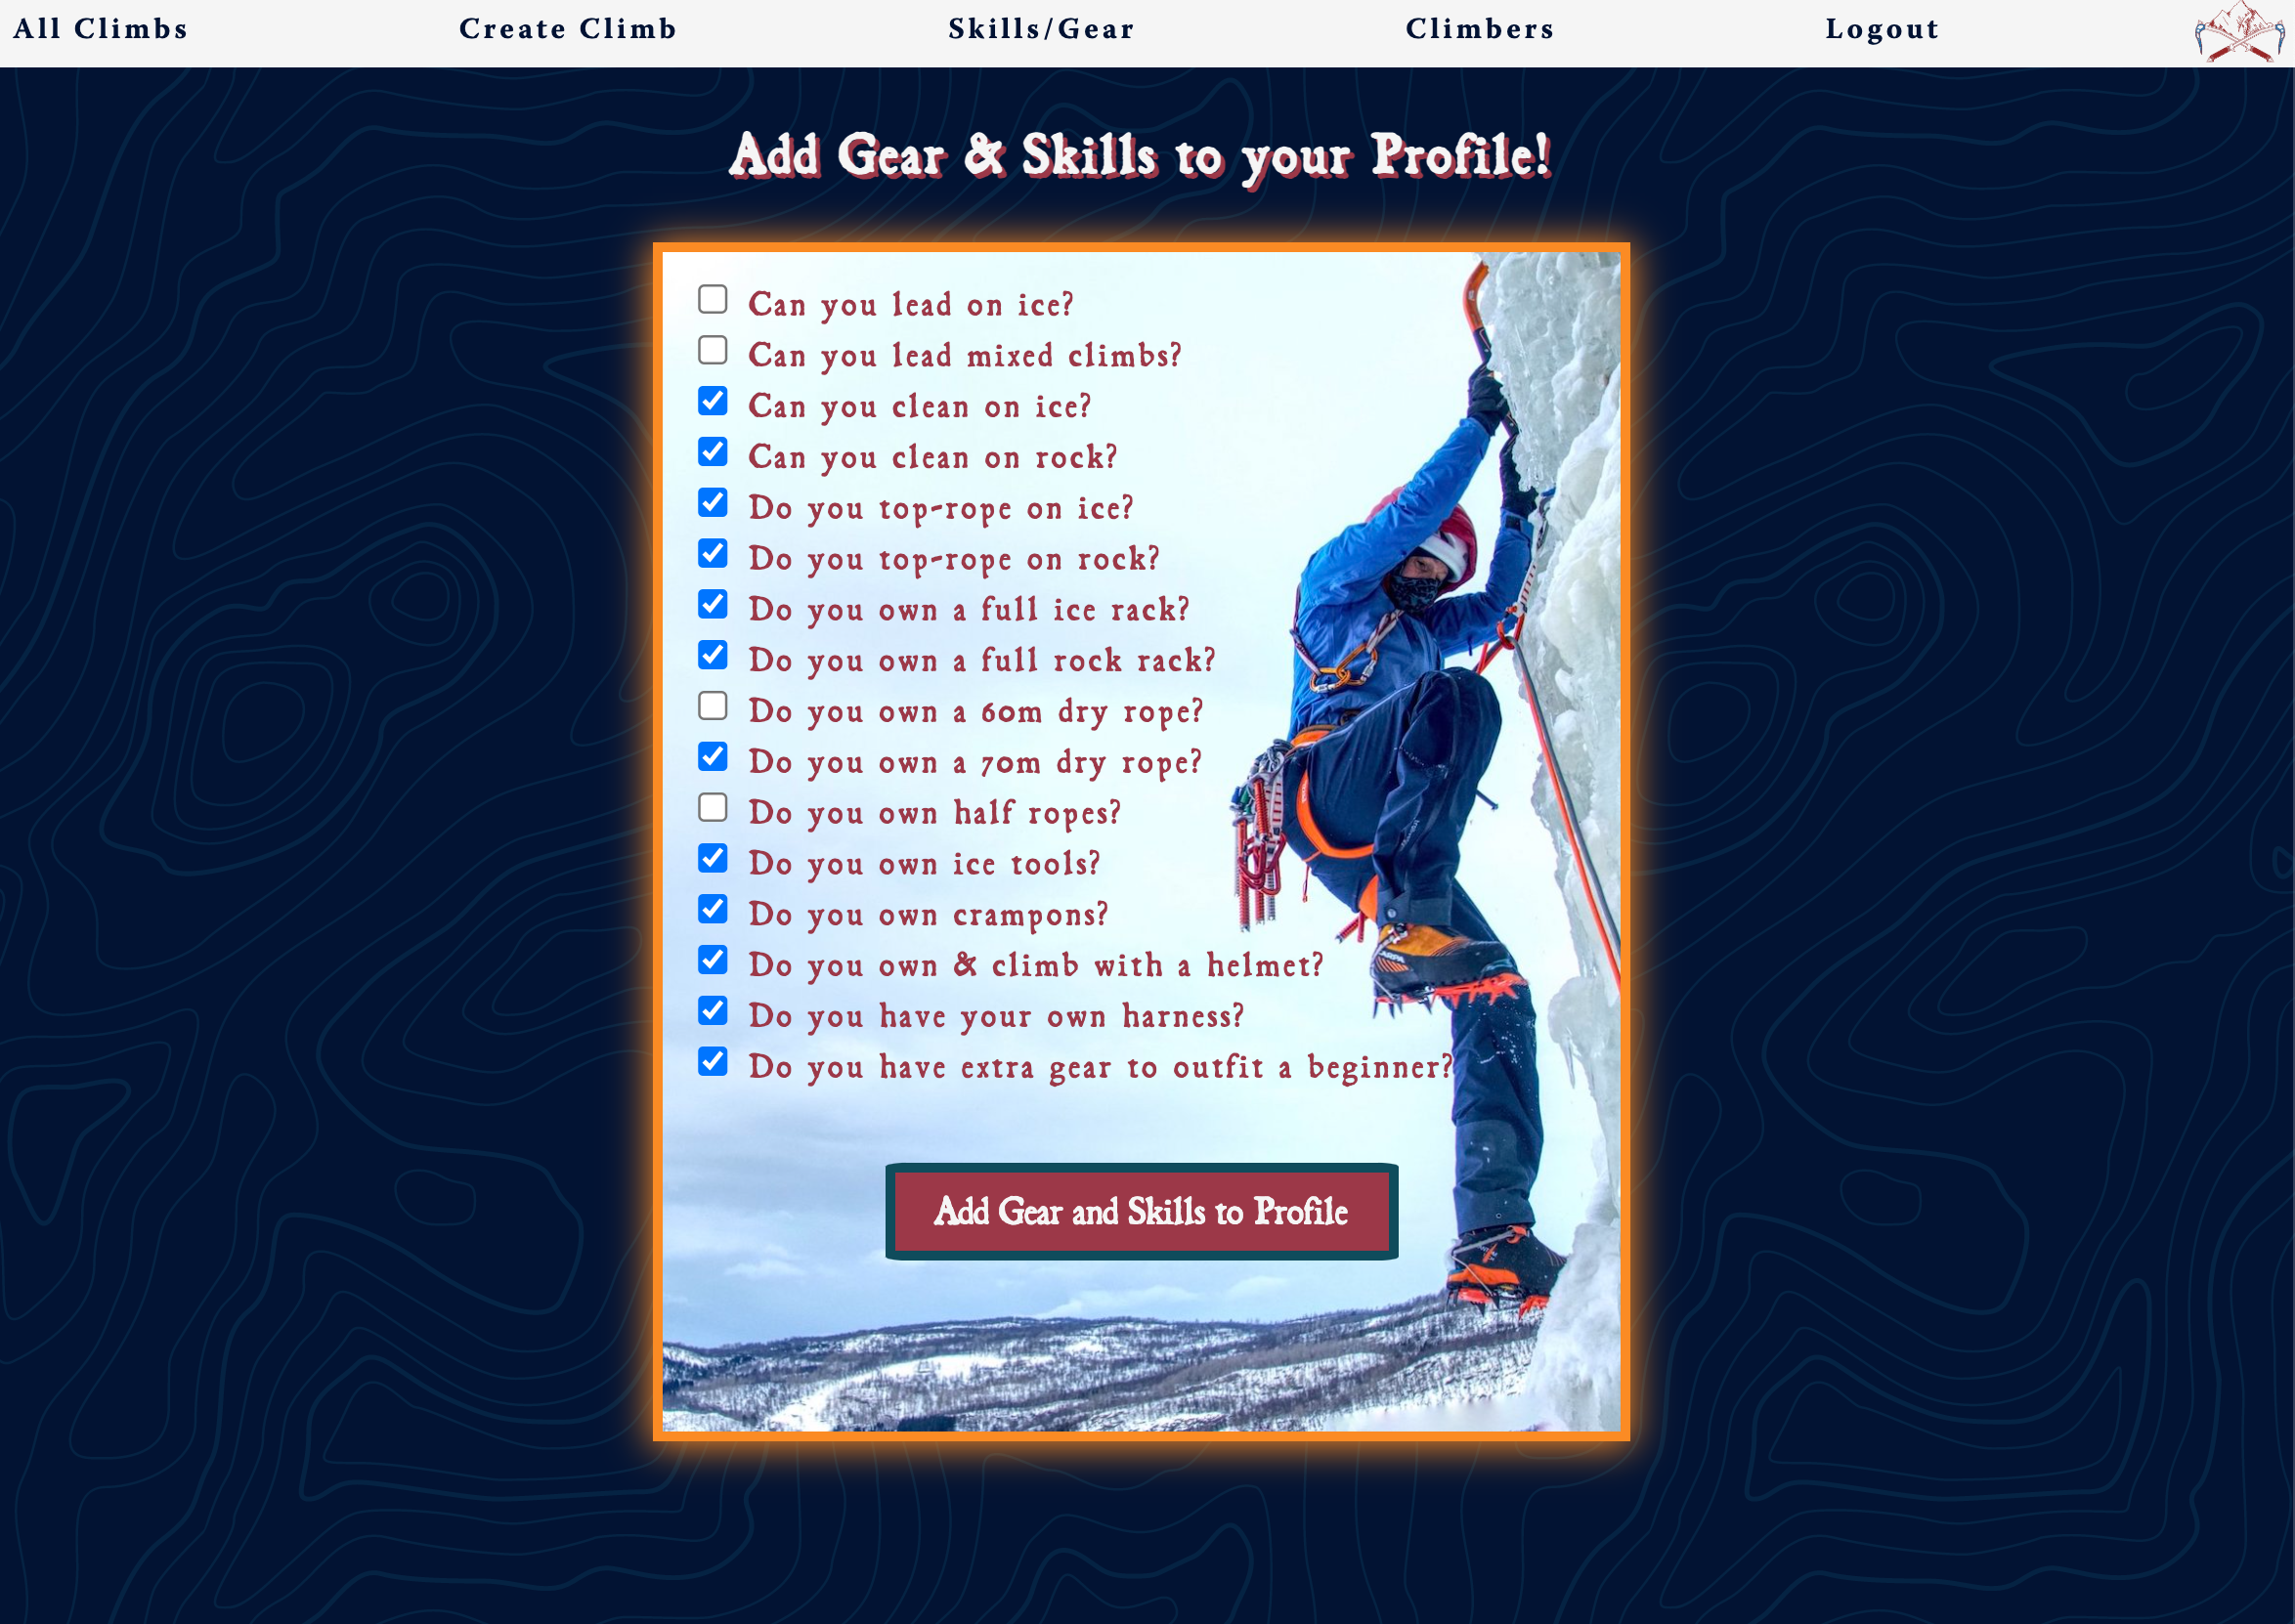 All Climbs Create Climb Skills/Gear Climbers Logout
Add Gear & Skills to your Profile!
Can you lead on ice?
Can you lead mixed climbs?
Can you clean on ice?
Can you clean on rock?
Do you top-rope on ice?
Do you top-rope on rock?
Do you own a full ice rack?
Do you own a full rock rack?
Do you own a 60m dry rope?
Do you own a 70m dry rope?
Do you own half ropes?
Do you own ice tools?
Do you own crampons?
Do you own & climb with a helmet?
Do you have your own harness?
Do you have extra gear to outfit a beginner?
Add Gear and Skills to Profile